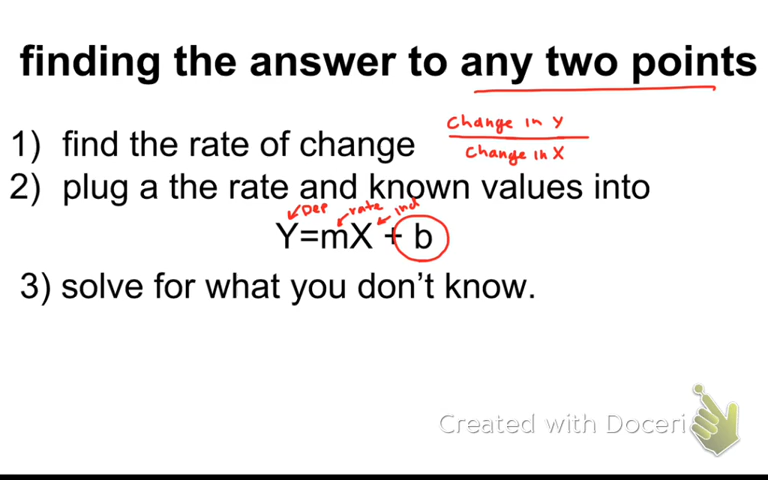 finding the answer to any two points
1) find the rate of change
Change in Y
Change in X
2) plug a the rate and known values into
Dep rate ind
Y=mX + b
3) solve for what you don't know.
Created with Doceri